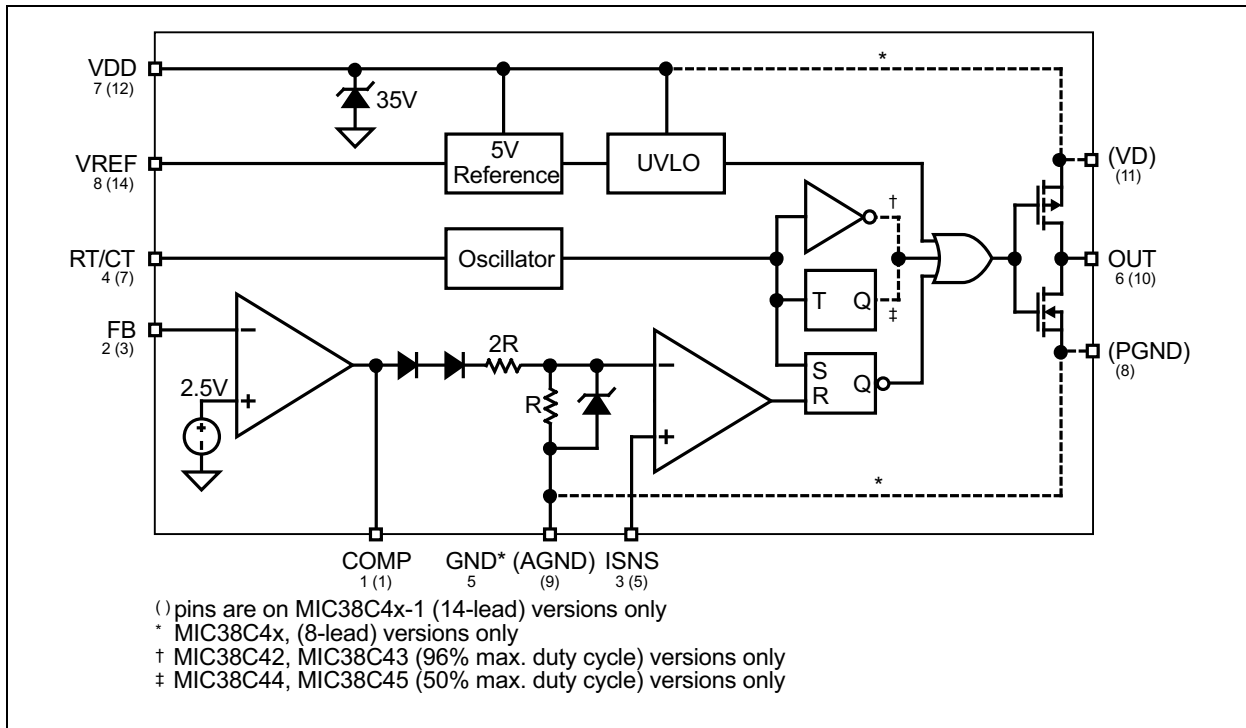 VDD
7 (12)
35V
*
VREF
8 (14)
5V
Reference
UVLO
(VD)
(11)
†
RT/CT
4 (7)
Oscillator
T Q
‡
OUT
6 (10)
FB
2 (3)
2.5V
−
+
2R
R
−
+
S
R
Q
(PGND)
(8)
+
-
*
COMP
1 (1)
GND*
5
(AGND)
(9)
ISNS
3 (5)
( ) pins are on MIC38C4x-1 (14-lead) versions only
* MIC38C4x, (8-lead) versions only
† MIC38C42, MIC38C43 (96% max. duty cycle) versions only
‡ MIC38C44, MIC38C45 (50% max. duty cycle) versions only